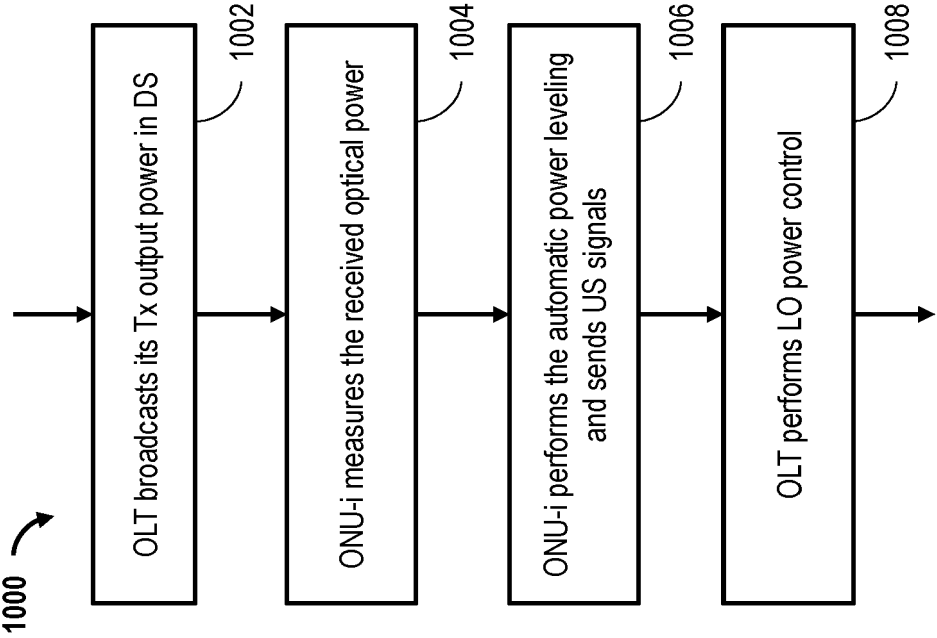 1000
OLT broadcasts its Tx output power in DS
1002
ONU-i measures the received optical power
1004
ONU-i performs the automatic power leveling
and sends US signals
1006
OLT performs LO power control
1008